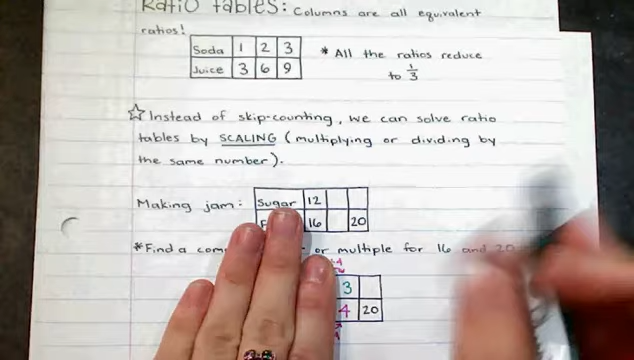 Ratio Tables: Columns are all equivalent
ratios!
Soda 1 2 3 * All the ratios reduce
Juice 3 6 9 to 1/3
☆ Instead of skip-counting, we can solve ratio
tables by SCALING (multiplying or dividing by
the same number).
Making jam: Sugar 12
16 20
*Find a or multiple for 16 and 20
÷4
3
4 20